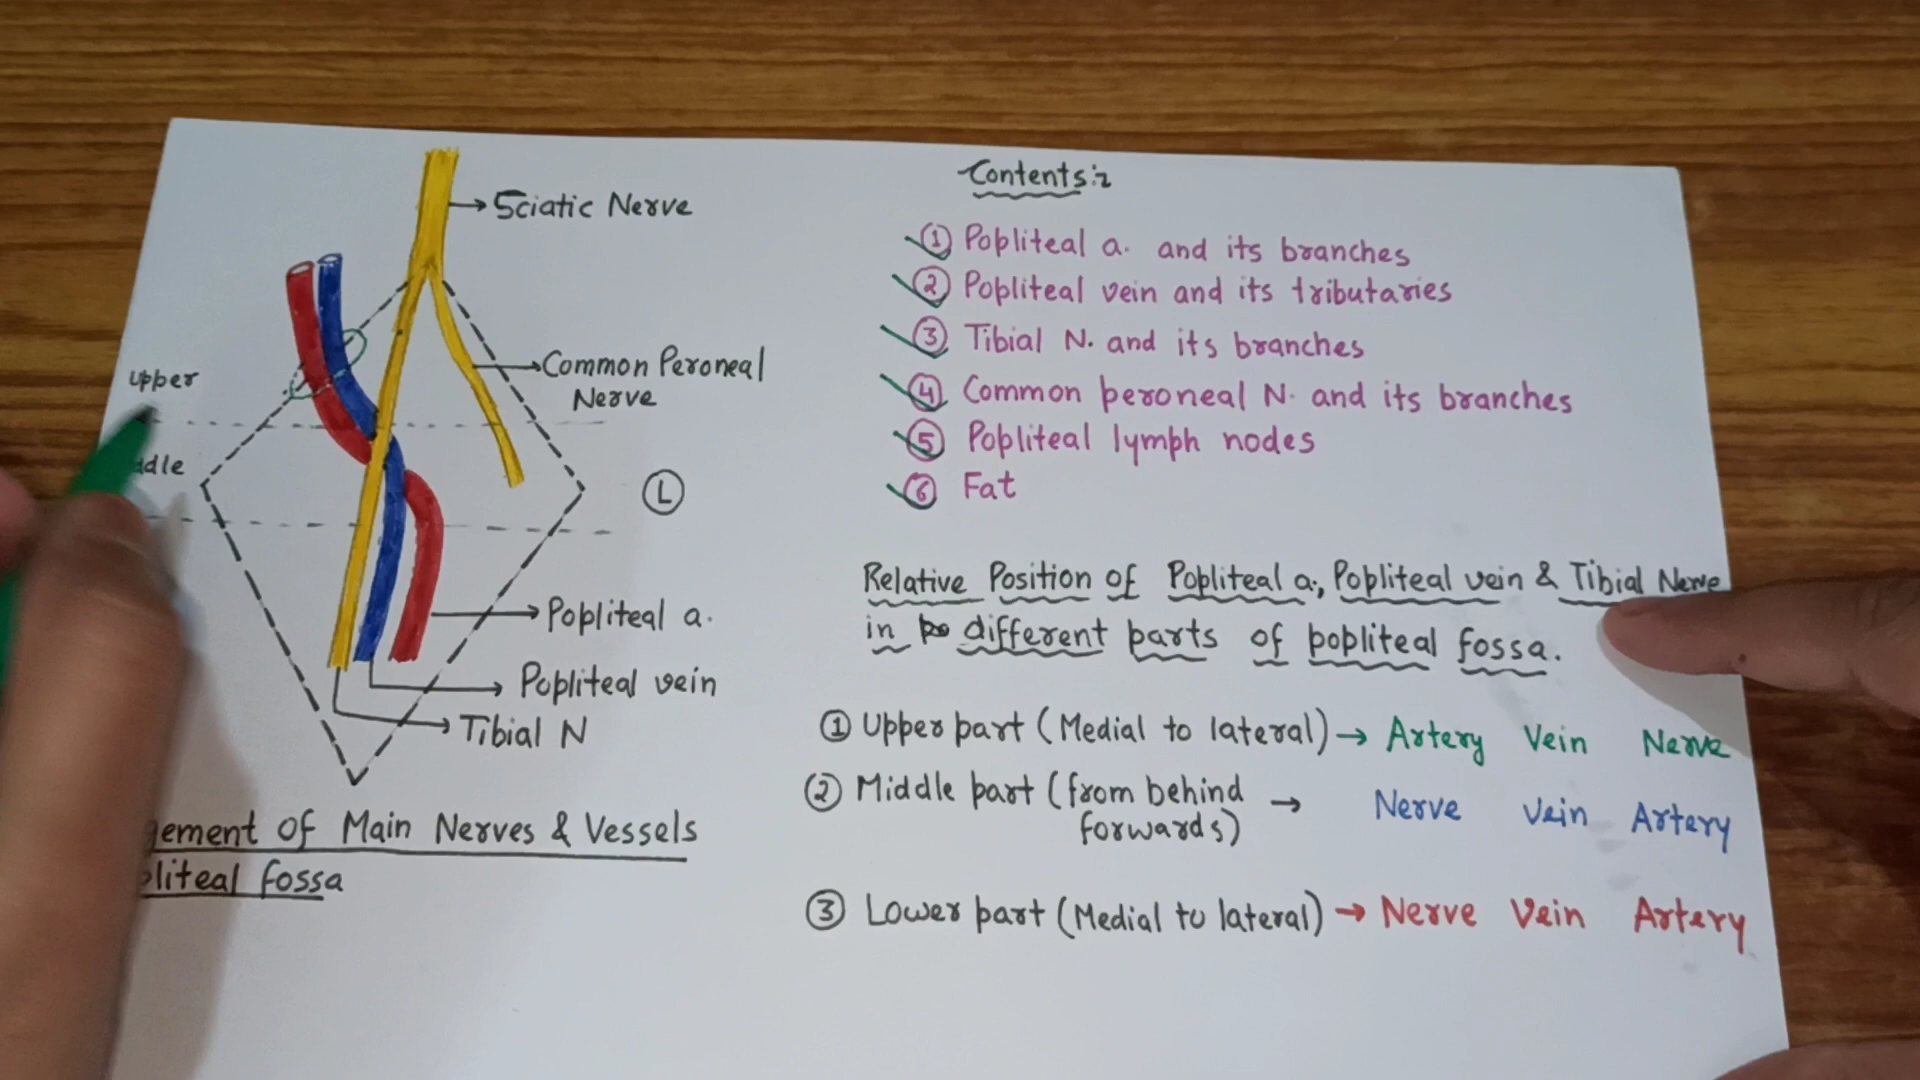 Sciatic Nerve
Common Peroneal
Nerve
Upper
ddle
L
Popliteal a.
Popliteal vein
Tibial N
gement of Main Nerves & Vessels
pliteal fossa
Contents:-
① Popliteal a. and its branches
② Popliteal vein and its tributaries
③ Tibial N. and its branches
④ Common peroneal N. and its branches
⑤ Popliteal lymph nodes
⑥ Fat
Relative Position of Popliteal a., Popliteal vein & Tibial Nerve
in different parts of popliteal fossa.
① Upper part (Medial to lateral) → Artery Vein Nerve
② Middle part (from behind → Nerve Vein Artery
forwards)
③ Lower part (Medial to lateral) → Nerve Vein Artery